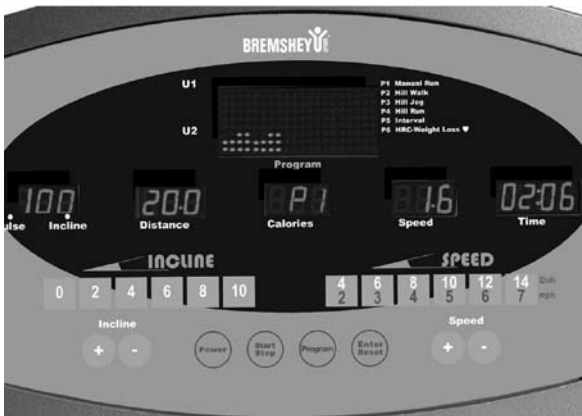 BREMSHEY SPORT
U1
P1 Manual Run
P2 Hill Walk
P3 Hill Jog
P4 Hill Run
P5 Interval
U2
P6 HRC-Weight Loss ♥
Program
100 20:0 P1 1.6 02:06
ulse Incline Distance Calories Speed Time
INCLINE SPEED
0 2 4 6 8 10 4 6 8 10 12 14
2 3 4 5 6 7 mph
Incline Speed
+ - Power Start Stop Program Enter Reset + -